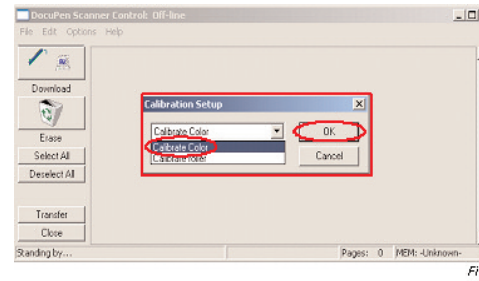 DocuPen Scanner Control: Off-line
File Edit Options Help
Download
Erase
Select All
Deselect All
Transfer
Close
Calibration Setup
Calibrate Color
OK
Calibrate Color
Calibrate Roller
Cancel
Standing by...
Pages: 0 MEM: -Unknown-
Fi